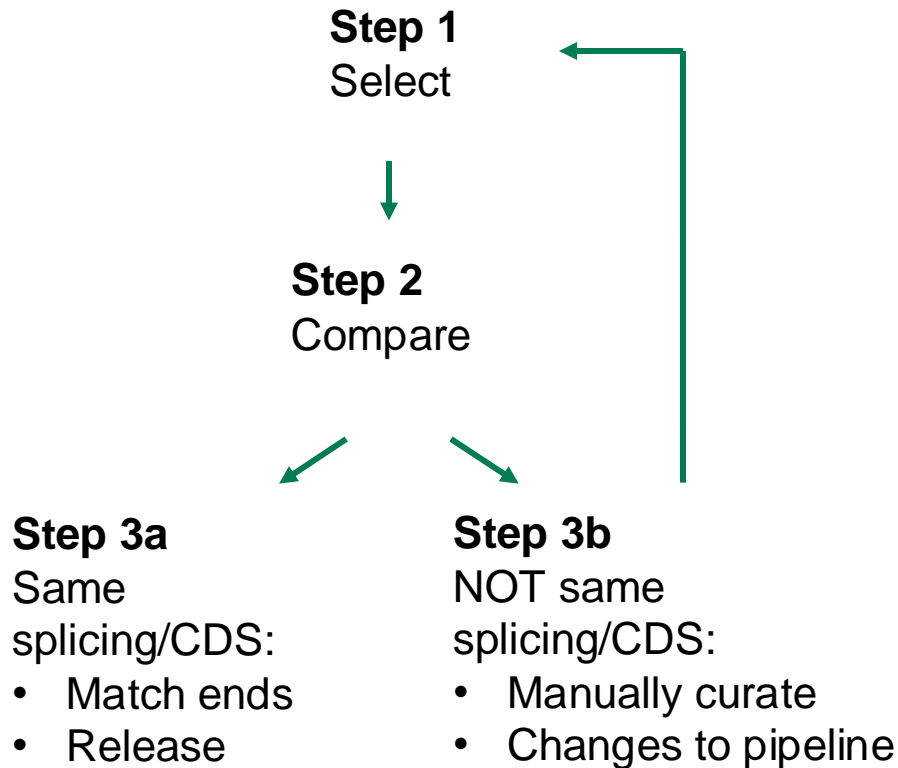 Step 1
Select
Step 2
Compare
Step 3a
Same
splicing/CDS:
• Match ends
• Release
Step 3b
NOT same
splicing/CDS:
• Manually curate
• Changes to pipeline